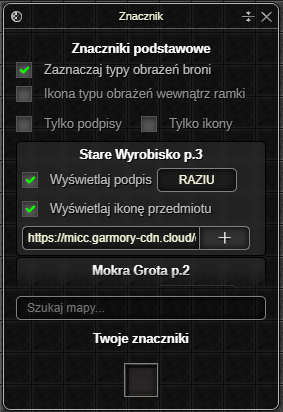 Znacznik
Znaczniki podstawowe
Zaznaczaj typy obrażeń broni
Ikona typu obrażeń wewnątrz ramki
Tylko podpisy Tylko ikony
Stare Wyrobisko p.3
Wyświetlaj podpis RAZIU
Wyświetlaj ikonę przedmiotu
https://micc.garmory-cdn.cloud/ +
Mokra Grota p.2
Szukaj mapy...
Twoje znaczniki